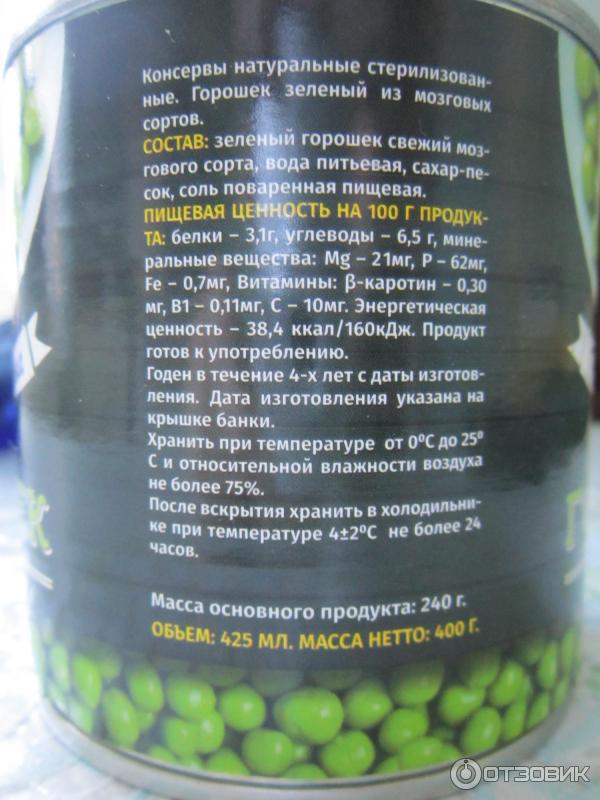 Консервы натуральные стерилизован-
ные. Горошек зеленый из мозговых
сортов.
СОСТАВ: зеленый горошек свежий моз-
гового сорта, вода питьевая, сахар-пе-
сок, соль поваренная пищевая.
ПИЩЕВАЯ ЦЕННОСТЬ НА 100 Г ПРОДУК-
ТА: белки – 3,1г, углеводы – 6,5 г, мине-
ральные вещества: Mg – 21мг, P – 62мг,
Fe – 0,7мг, Витамины: β-каротин – 0,30
мг, B1 – 0,11мг, C – 10мг. Энергетическая
ценность – 38,4 ккал/160кДж. Продукт
готов к употреблению.
Годен в течение 4-х лет с даты изготов-
ления. Дата изготовления указана на
крышке банки.
Хранить при температуре от 0ºC до 25º
C и относительной влажности воздуха
не более 75%.
После вскрытия хранить в холодильни-
ке при температуре 4±2ºC не более 24
часов.
Масса основного продукта: 240 г.
ОБЪЕМ: 425 МЛ. МАССА НЕТТО: 400 Г.
ОТЗОВИК